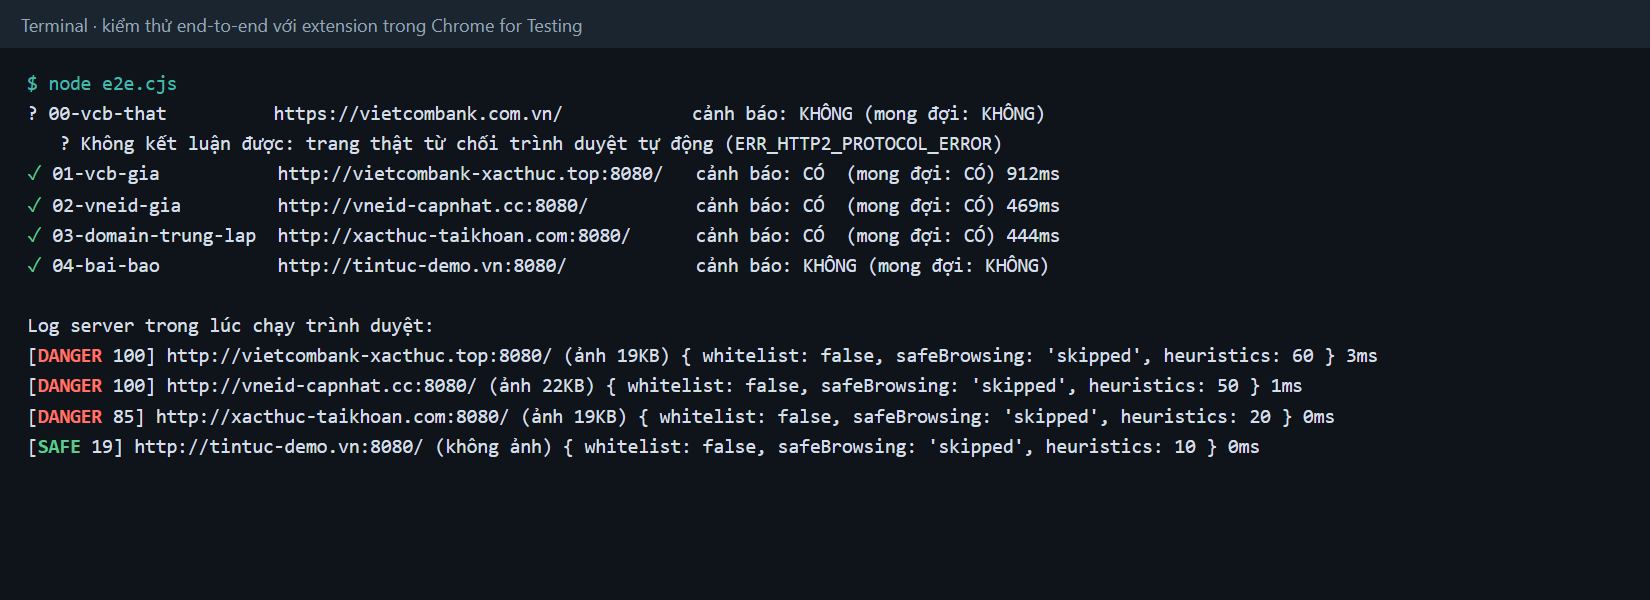 Terminal · kiểm thử end-to-end với extension trong Chrome for Testing
$ node e2e.cjs
? 00-vcb-that https://vietcombank.com.vn/ cảnh báo: KHÔNG (mong đợi: KHÔNG)
? Không kết luận được: trang thật từ chối trình duyệt tự động (ERR_HTTP2_PROTOCOL_ERROR)
✓ 01-vcb-gia http://vietcombank-xacthuc.top:8080/ cảnh báo: CÓ (mong đợi: CÓ) 912ms
✓ 02-vneid-gia http://vneid-capnhat.cc:8080/ cảnh báo: CÓ (mong đợi: CÓ) 469ms
✓ 03-domain-trung-lap http://xacthuc-taikhoan.com:8080/ cảnh báo: CÓ (mong đợi: CÓ) 444ms
✓ 04-bai-bao http://tintuc-demo.vn:8080/ cảnh báo: KHÔNG (mong đợi: KHÔNG)
Log server trong lúc chạy trình duyệt:
[DANGER 100] http://vietcombank-xacthuc.top:8080/ (ảnh 19KB) { whitelist: false, safeBrowsing: 'skipped', heuristics: 60 } 3ms
[DANGER 100] http://vneid-capnhat.cc:8080/ (ảnh 22KB) { whitelist: false, safeBrowsing: 'skipped', heuristics: 50 } 1ms
[DANGER 85] http://xacthuc-taikhoan.com:8080/ (ảnh 19KB) { whitelist: false, safeBrowsing: 'skipped', heuristics: 20 } 0ms
[SAFE 19] http://tintuc-demo.vn:8080/ (không ảnh) { whitelist: false, safeBrowsing: 'skipped', heuristics: 10 } 0ms